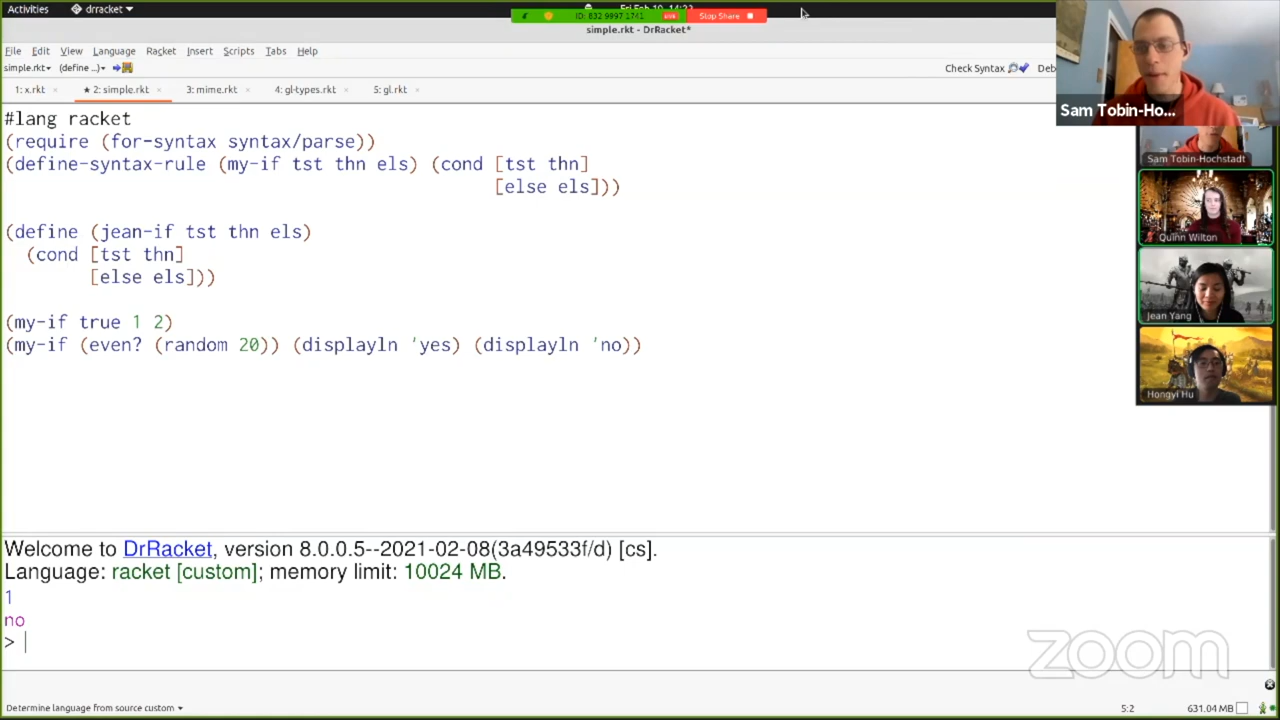 Activities drracket
ID: 832 9997 1741 Stop Share
simple.rkt - DrRacket*
File Edit View Language Racket Insert Scripts Tabs Help
simple.rkt (define ...) Check Syntax
1: x.rkt 2: simple.rkt 3: mime.rkt 4: gl-types.rkt 5: gl.rkt
#lang racket
(require (for-syntax syntax/parse))
(define-syntax-rule (my-if tst thn els) (cond [tst thn]
[else els]))
(define (jean-if tst thn els)
(cond [tst thn]
[else els]))
(my-if true 1 2)
(my-if (even? (random 20)) (displayln 'yes) (displayln 'no))
Sam Tobin-Ho...
Sam Tobin-Hochstadt
Quinn Wilton
Jean Yang
Hongyi Hu
Welcome to DrRacket, version 8.0.0.5--2021-02-08(3a49533f/d) [cs].
Language: racket [custom]; memory limit: 10024 MB.
1
no
>
zoom
Determine language from source custom 5:2 631.04 MB